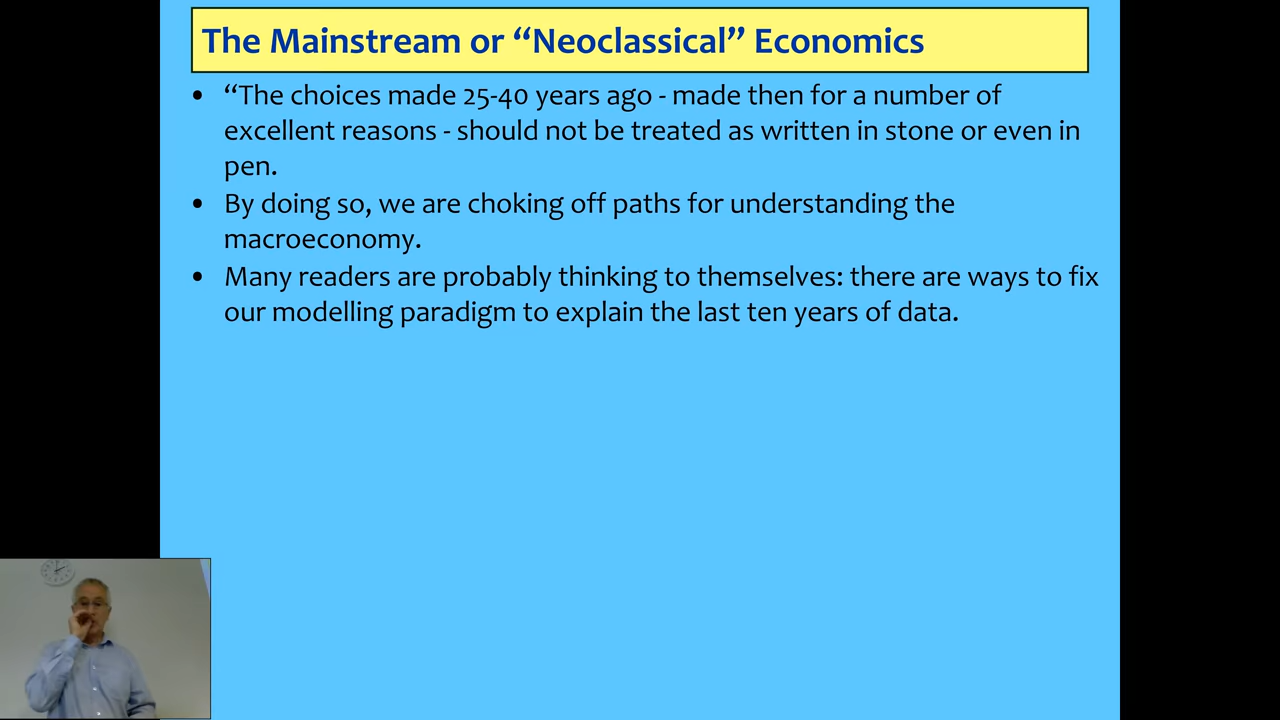 The Mainstream or “Neoclassical” Economics
• “The choices made 25-40 years ago - made then for a number of
excellent reasons - should not be treated as written in stone or even in
pen.
• By doing so, we are choking off paths for understanding the
macroeconomy.
• Many readers are probably thinking to themselves: there are ways to fix
our modelling paradigm to explain the last ten years of data.